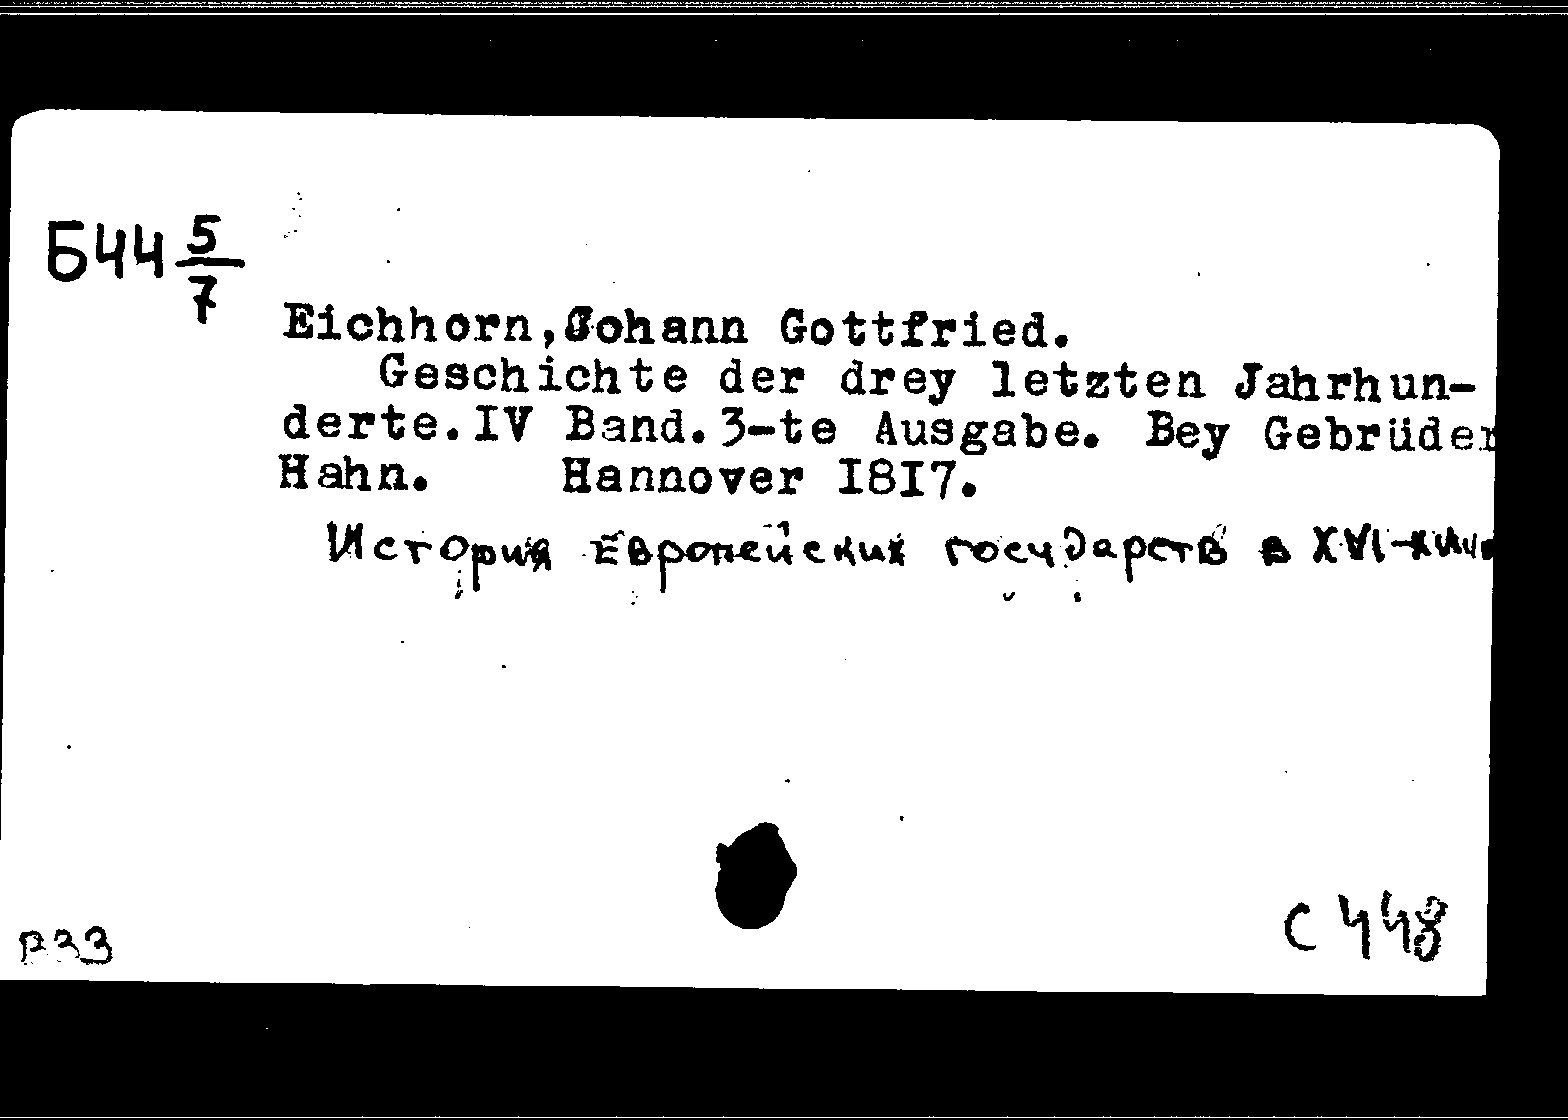 Б44 5/7
Eichhorn, Johann Gottfried.
Geschichte der drey letzten Jahrhun-
derte. IV Band. 3-te Ausgabe. Bey Gebrüder
Hahn. Hannover 1817.
История Европейских государств в XVI-XVIII
C 448